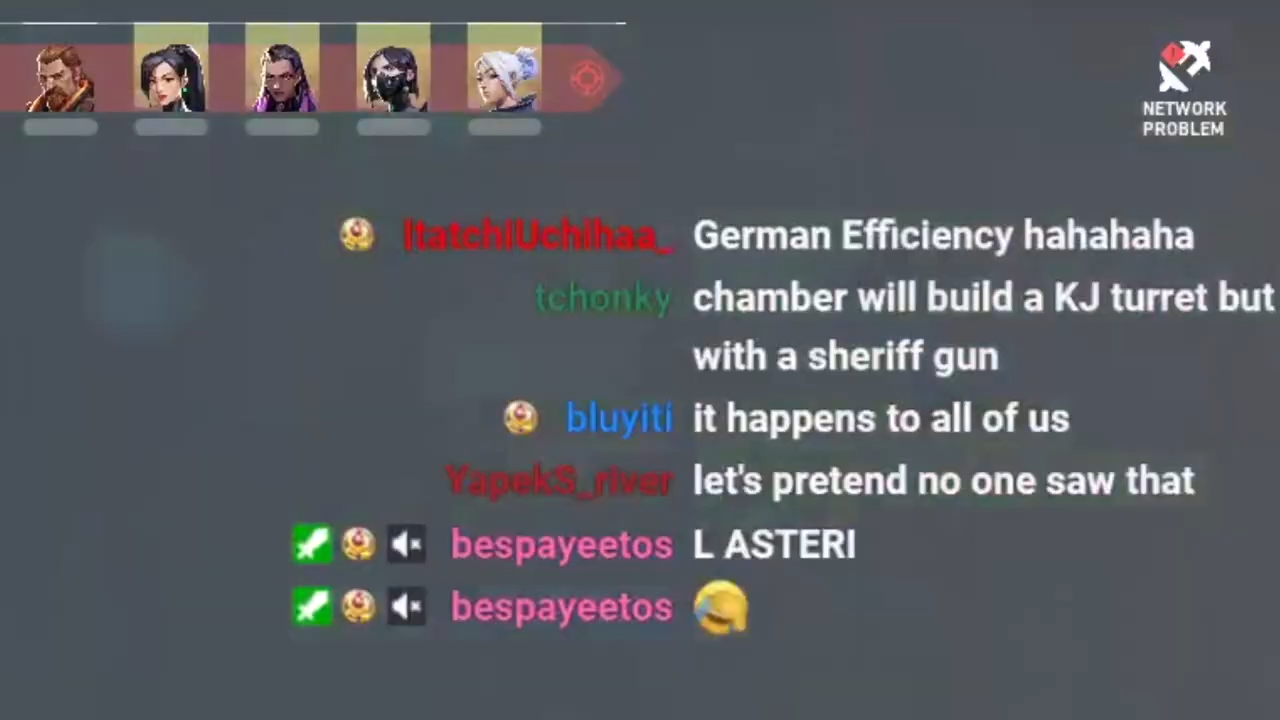 NETWORK
PROBLEM
ItatchiUchihaa_ German Efficiency hahahaha
tchonky chamber will build a KJ turret but
with a sheriff gun
bluyiti it happens to all of us
YapekS_river let's pretend no one saw that
bespayeetos L ASTERI
bespayeetos